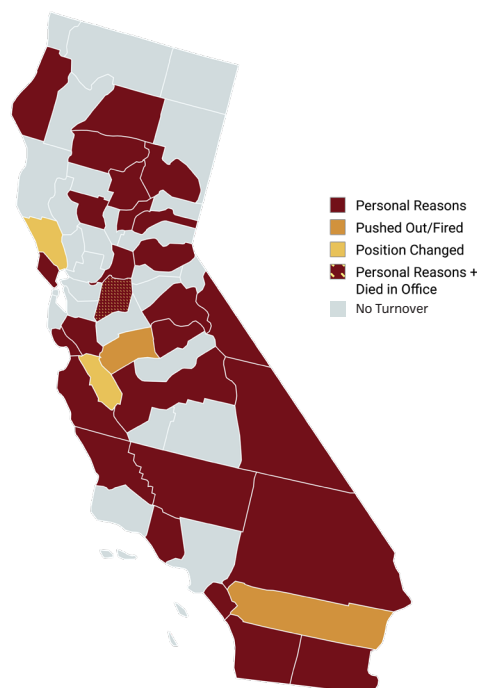 Personal Reasons
Pushed Out/Fired
Position Changed
Personal Reasons +
Died in Office
No Turnover